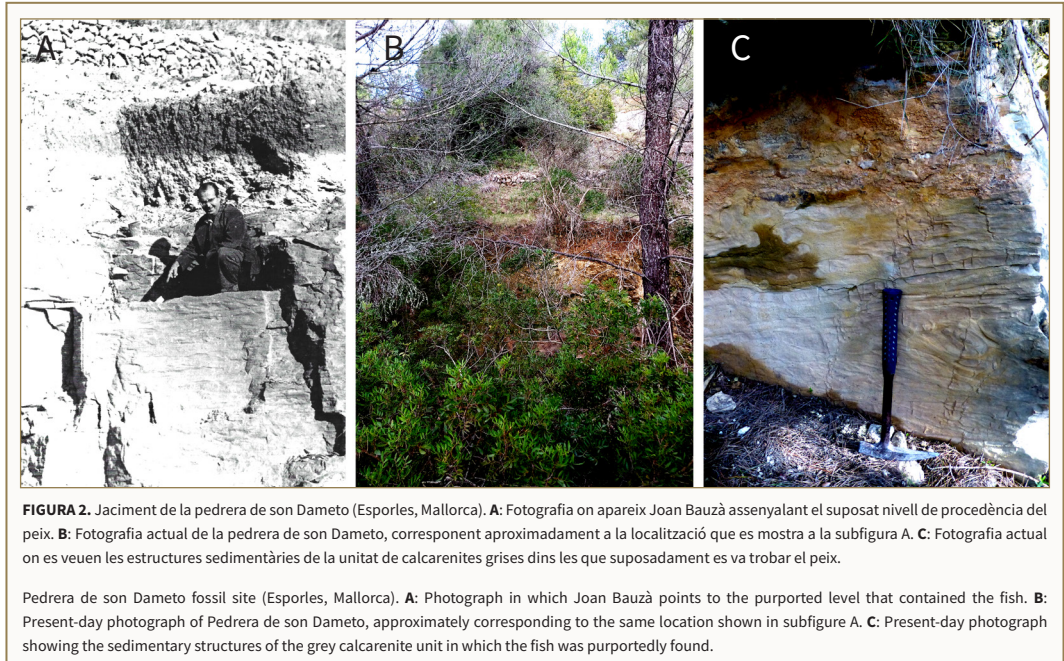 A
B
C
FIGURA 2. Jaciment de la pedrera de son Dameto (Esporles, Mallorca). A: Fotografia on apareix Joan Bauzà assenyalant el suposat nivell de procedència del
peix. B: Fotografia actual de la pedrera de son Dameto, corresponent aproximadament a la localització que es mostra a la subfigura A. C: Fotografia actual
on es veuen les estructures sedimentàries de la unitat de calcarenites grises dins les que suposadament es va trobar el peix.
Pedrera de son Dameto fossil site (Esporles, Mallorca). A: Photograph in which Joan Bauzà points to the purported level that contained the fish. B:
Present-day photograph of Pedrera de son Dameto, approximately corresponding to the same location shown in subfigure A. C: Present-day photograph
showing the sedimentary structures of the grey calcarenite unit in which the fish was purportedly found.